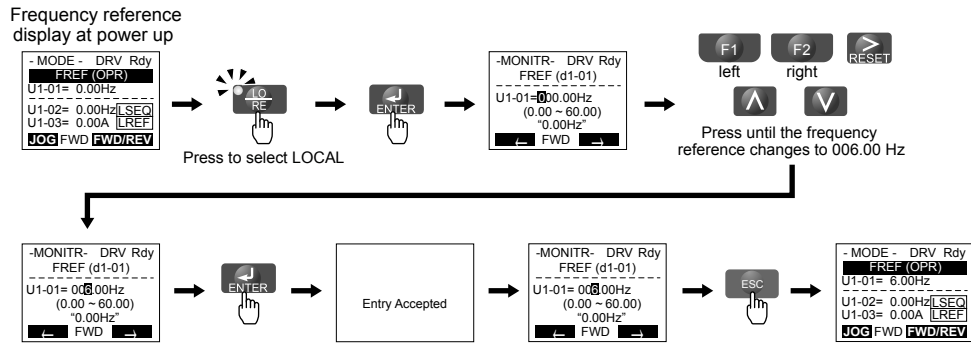 Frequency reference
display at power up
- MODE - DRV Rdy
FREF (OPR)
U1-01= 0.00Hz
U1-02= 0.00Hz LSEQ
U1-03= 0.00A LREF
JOG FWD FWD/REV
LO
RE
Press to select LOCAL
ENTER
-MONITR- DRV Rdy
FREF (d1-01)
U1-01=000.00Hz
(0.00 ~ 60.00)
“0.00Hz”
← FWD →
F1
left
F2
right
>
RESET
∧
∨
Press until the frequency
reference changes to 006.00 Hz
-MONITR- DRV Rdy
FREF (d1-01)
U1-01= 006.00Hz
(0.00 ~ 60.00)
“0.00Hz”
← FWD →
ENTER
Entry Accepted
-MONITR- DRV Rdy
FREF (d1-01)
U1-01= 006.00Hz
(0.00 ~ 60.00)
“0.00Hz”
← FWD →
ESC
- MODE - DRV Rdy
FREF (OPR)
U1-01= 6.00Hz
U1-02= 0.00Hz LSEQ
U1-03= 0.00A LREF
JOG FWD FWD/REV